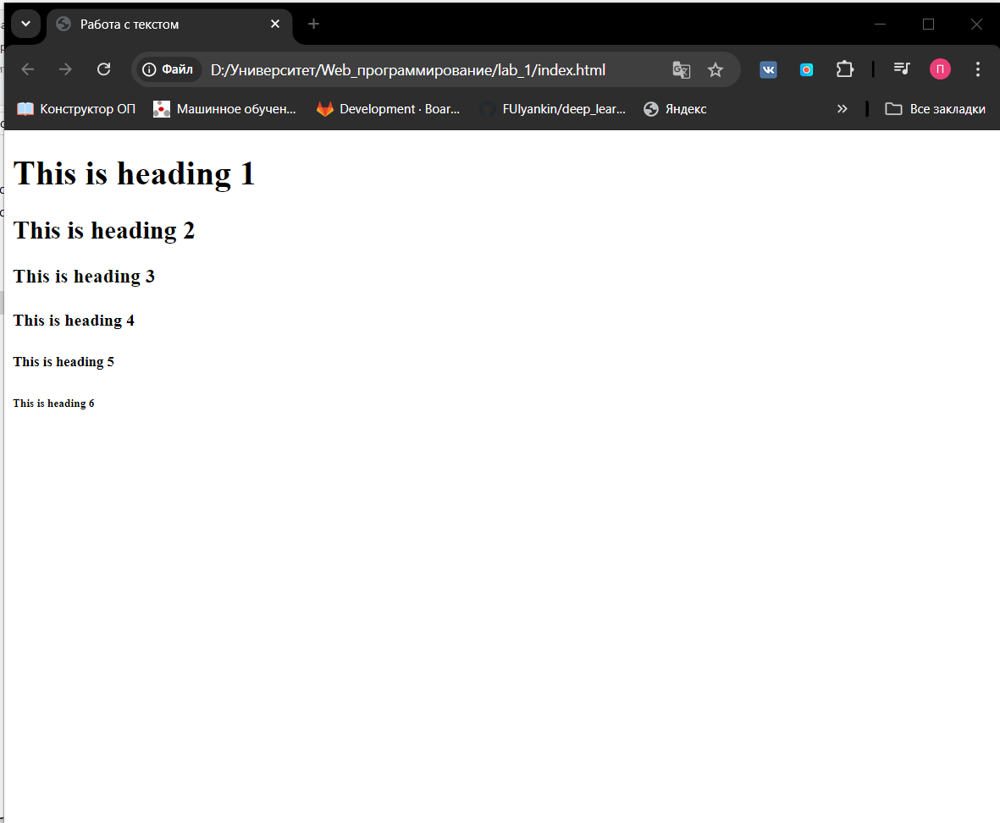 Работа с текстом
Файл D:/Университет/Web_программирование/lab_1/index.html П
Конструктор ОП Машинное обучен... Development · Boar... FUlyankin/deep_lear... Яндекс » Все закладки
This is heading 1
This is heading 2
This is heading 3
This is heading 4
This is heading 5
This is heading 6